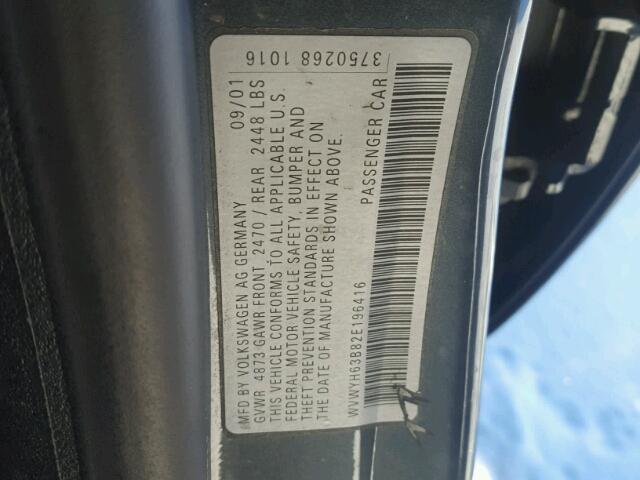 3750268 1016
MFD BY VOLKSWAGEN AG GERMANY 09/01
GVWR 4873 GAWR FRONT 2470 / REAR 2448 LBS
THIS VEHICLE CONFORMS TO ALL APPLICABLE U.S.
FEDERAL MOTOR VEHICLE SAFETY, BUMPER AND
THEFT PREVENTION STANDARDS IN EFFECT ON
THE DATE OF MANUFACTURE SHOWN ABOVE.
WVWYH63B82E196416 PASSENGER CAR